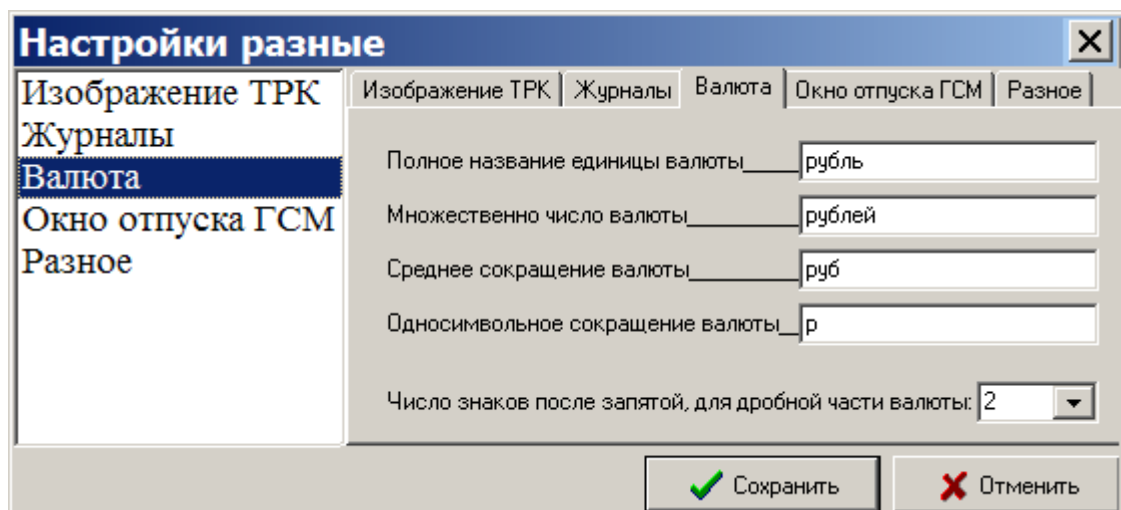 Настройки разные
Изображение ТРК
Журналы
Валюта
Окно отпуска ГСМ
Разное
Изображение ТРК Журналы Валюта Окно отпуска ГСМ Разное
Полное название единицы валюты рубль
Множественно число валюты рублей
Среднее сокращение валюты руб
Односимвольное сокращение валюты р
Число знаков после запятой, для дробной части валюты: 2
Сохранить Отменить